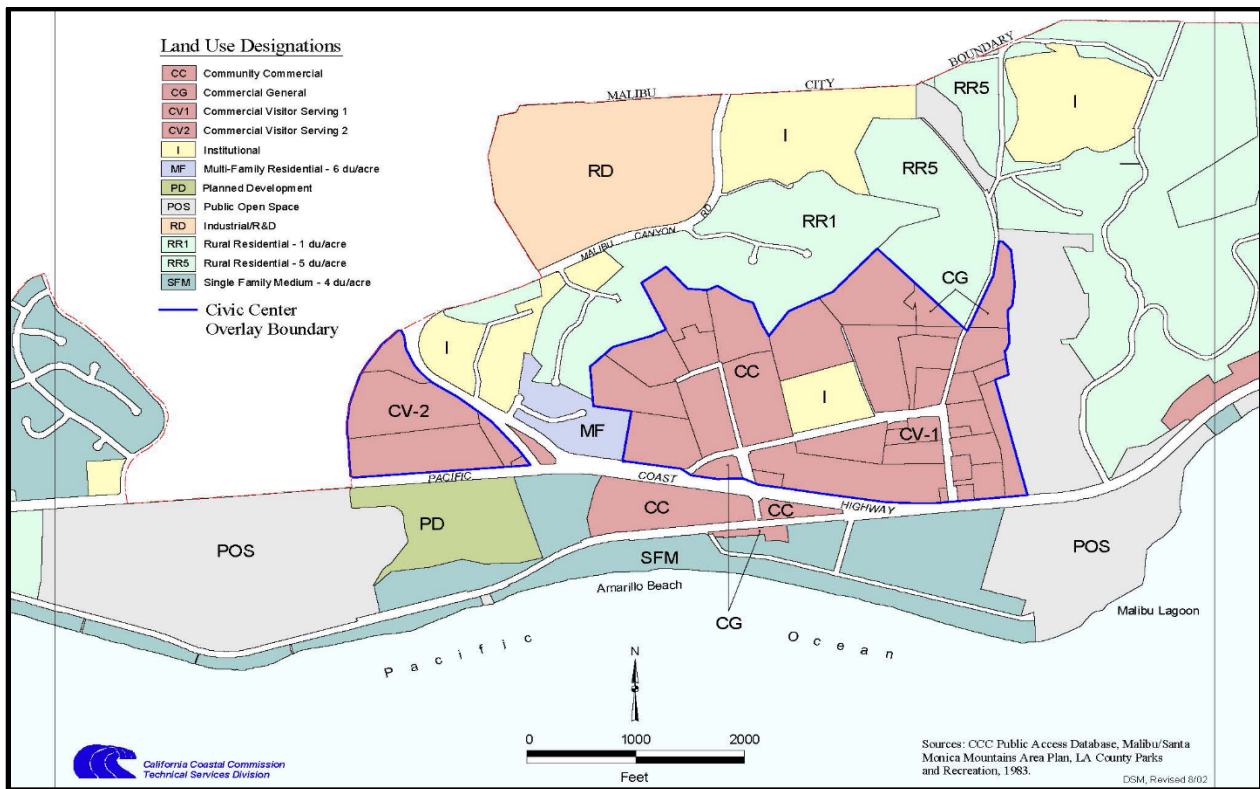 Land Use Designations
CC Community Commercial
CG Commercial General
CV1 Commercial Visitor Serving 1
CV2 Commercial Visitor Serving 2
I Institutional
MF Multi-Family Residential - 6 du/acre
PD Planned Development
POS Public Open Space
RD Industrial/R&D
RR1 Rural Residential - 1 du/acre
RR5 Rural Residential - 5 du/acre
SFM Single Family Medium - 4 du/acre
Civic Center
Overlay Boundary
MALIBU CITY BOUNDARY
RR5
I
I
RD
RR5
RR1
MALIBU CANYON RD
CG
I
CC
I
CV-2
CV-1
MF
PACIFIC COAST HIGHWAY
CC
CC
PD
POS
POS
SFM
Amarillo Beach
Malibu Lagoon
CG
Pacific Ocean
N
0 1000 2000
Feet
California Coastal Commission
Technical Services Division
Sources: CCC Public Access Database, Malibu/Santa
Monica Mountains Area Plan, LA County Parks
and Recreation, 1983.
DSM, Revised 8/02